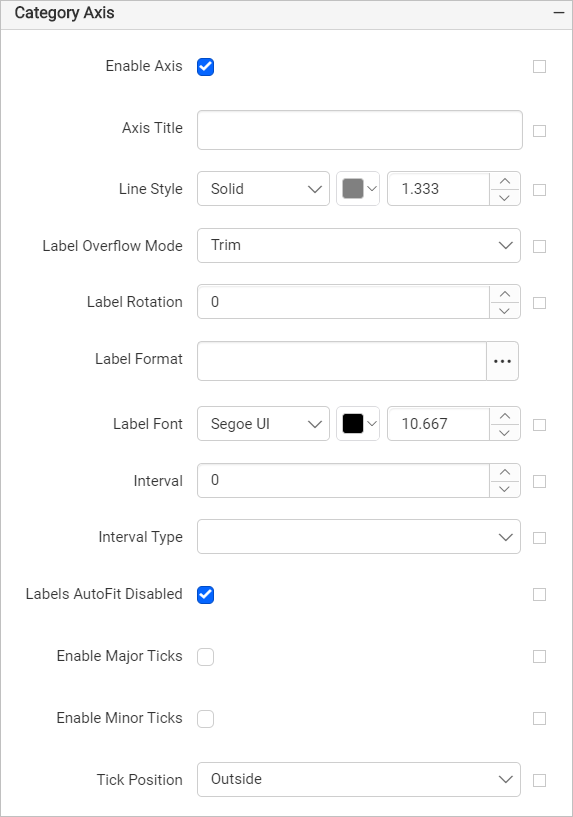 Category Axis
Enable Axis
Axis Title
Line Style Solid 1.333
Label Overflow Mode Trim
Label Rotation 0
Label Format ...
Label Font Segoe UI 10.667
Interval 0
Interval Type
Labels AutoFit Disabled
Enable Major Ticks
Enable Minor Ticks
Tick Position Outside